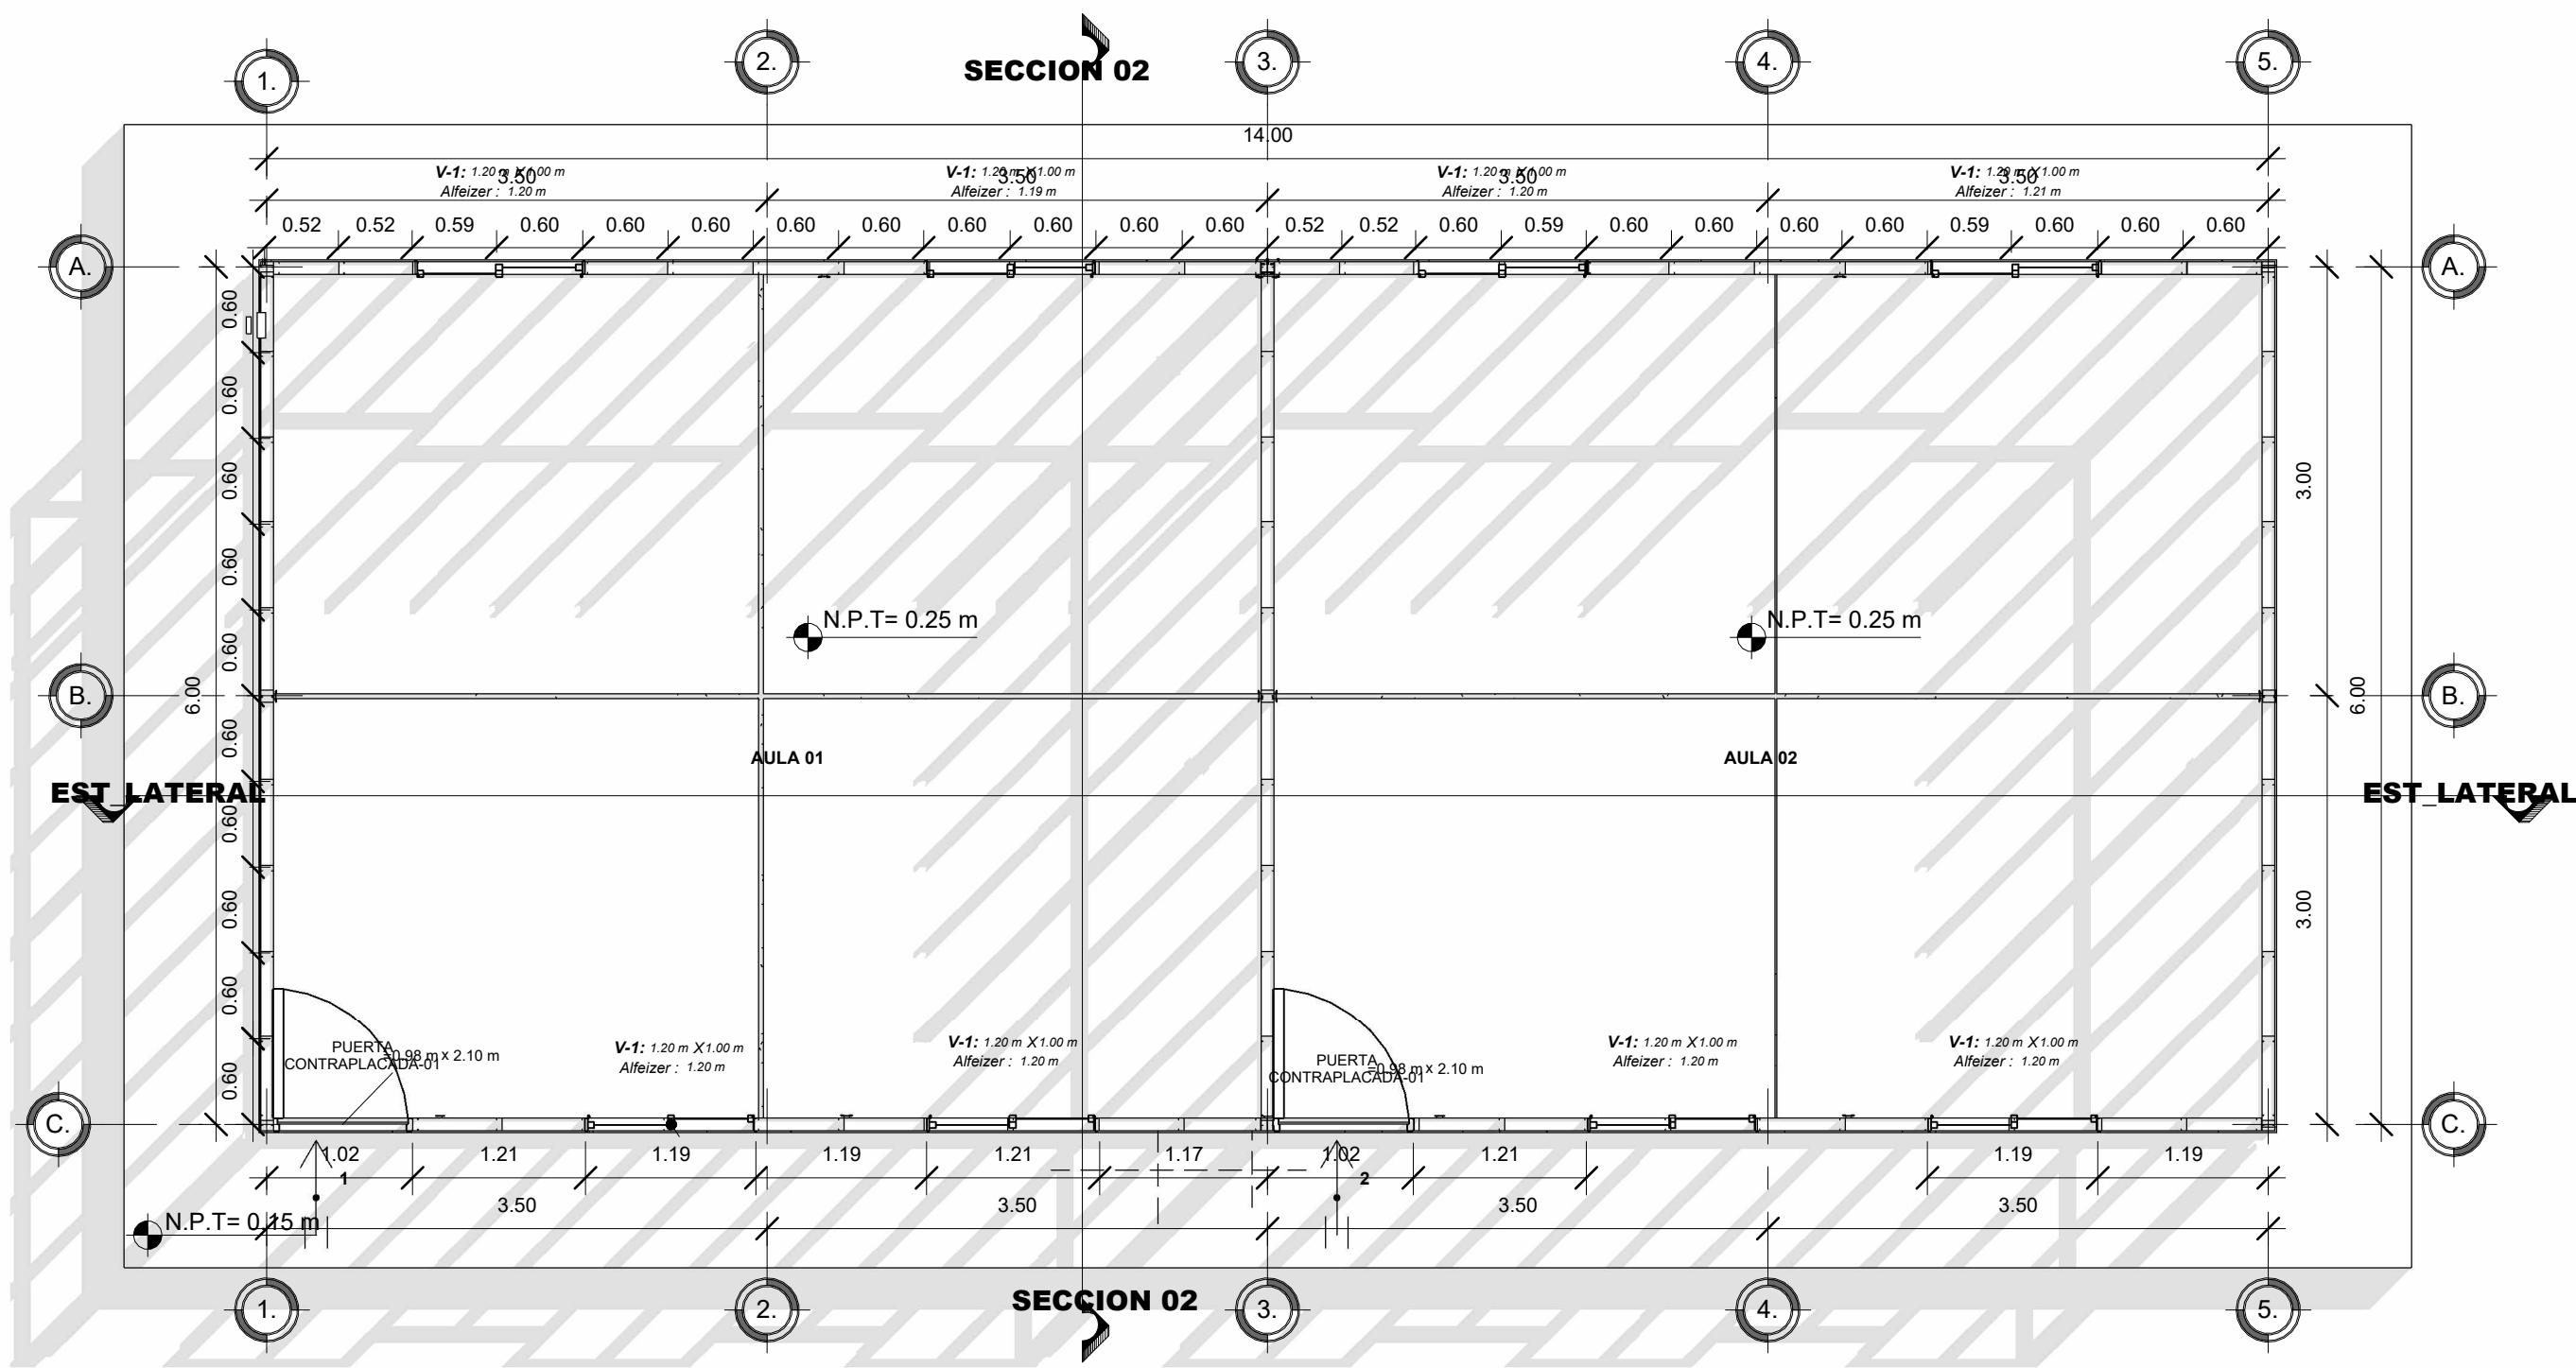 SECCION 02
1.
2.
3.
4.
5.
14.00
V-1: 1.20 m X1.00 m
3.50
Alfeizer : 1.20 m
V-1: 1.20 m X1.00 m
3.50
Alfeizer : 1.19 m
V-1: 1.20 m X1.00 m
3.50
Alfeizer : 1.20 m
V-1: 1.20 m X1.00 m
3.50
Alfeizer : 1.21 m
0.52 0.52 0.59 0.60 0.60 0.60 0.60 0.60 0.60 0.60 0.60 0.60 0.52 0.52 0.60 0.59 0.60 0.60 0.60 0.60 0.59 0.60 0.60 0.60
A.
A.
0.60
0.60
0.60
0.60
0.60
0.60
0.60
0.60
0.60
0.60
6.00
3.00
3.00
6.00
N.P.T= 0.25 m
N.P.T= 0.25 m
B.
B.
AULA 01
AULA 02
EST_LATERAL
EST_LATERAL
PUERTA
CONTRAPLACADA-01
=0.98 m x 2.10 m
V-1: 1.20 m X1.00 m
Alfeizer : 1.20 m
V-1: 1.20 m X1.00 m
Alfeizer : 1.20 m
PUERTA
CONTRAPLACADA-01
=0.98 m x 2.10 m
V-1: 1.20 m X1.00 m
Alfeizer : 1.20 m
V-1: 1.20 m X1.00 m
Alfeizer : 1.20 m
C.
C.
1.02 1.21 1.19 1.19 1.21 1.17 1.02 1.21 1.19 1.19
1
2
3.50 3.50 3.50 3.50
N.P.T= 0.15 m
SECCION 02
1.
2.
3.
4.
5.